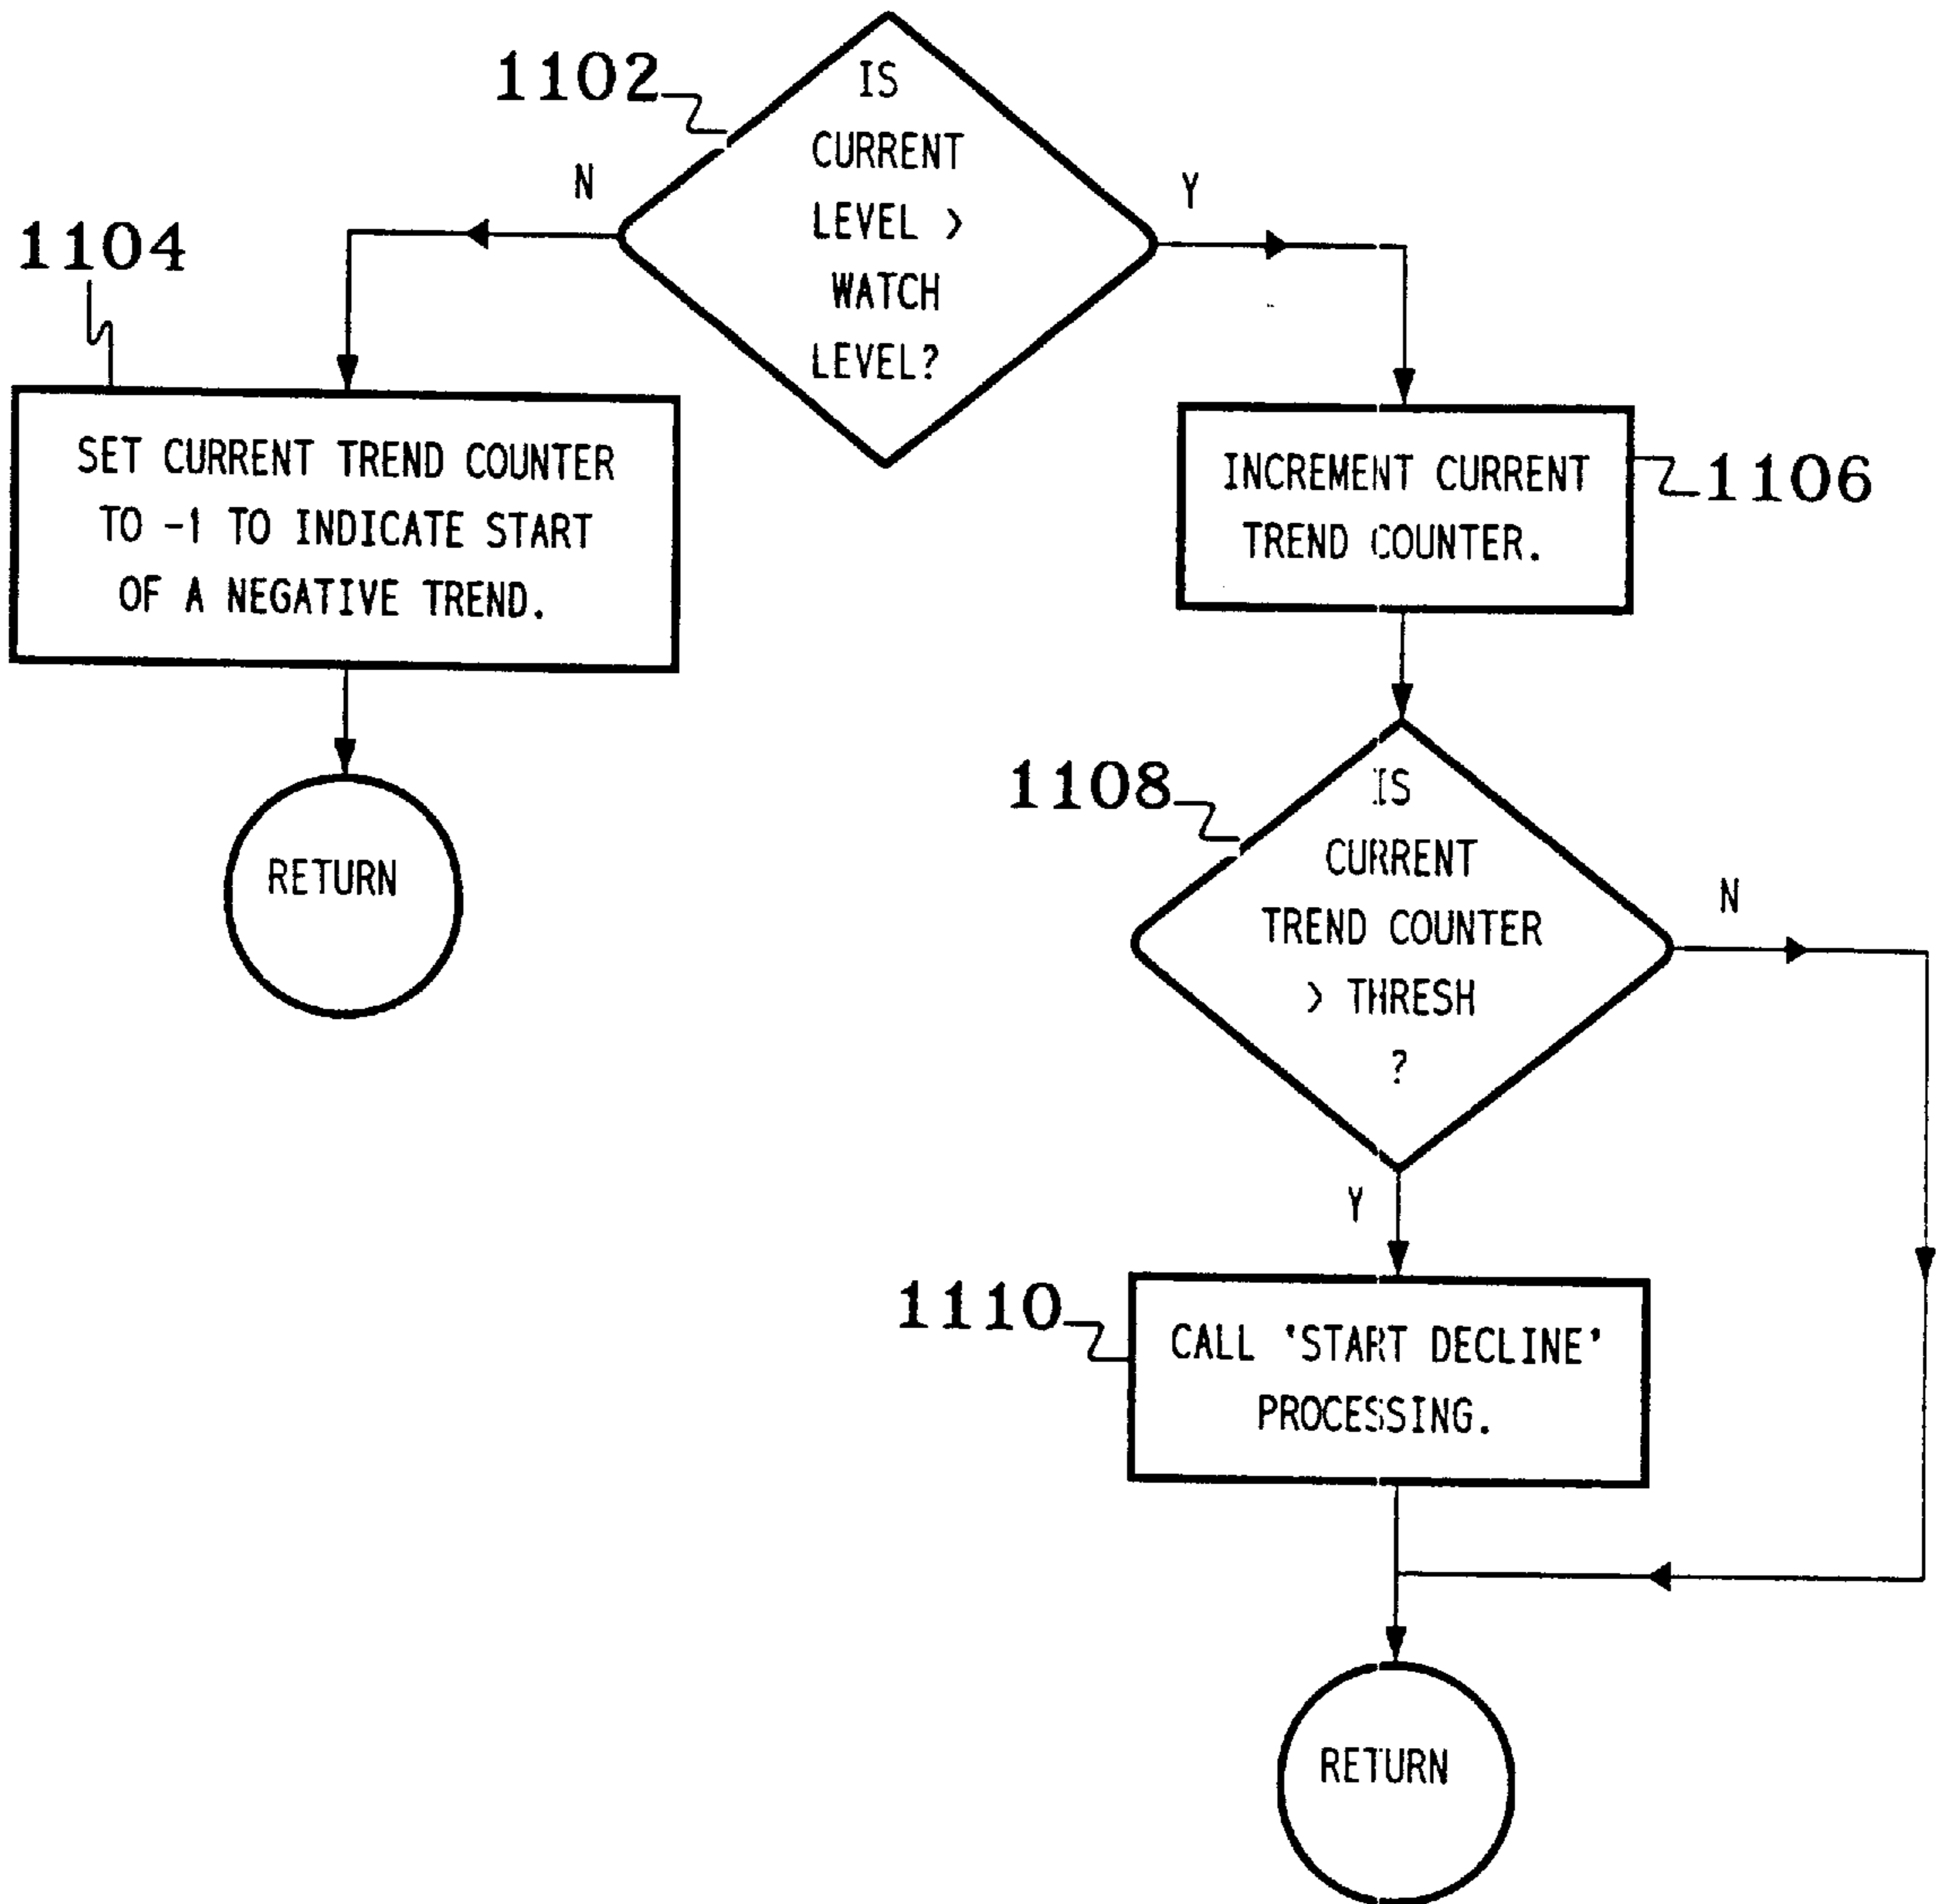 1102
IS
CURRENT
LEVEL >
WATCH
LEVEL?
N
Y
1104
SET CURRENT TREND COUNTER
TO -1 TO INDICATE START
OF A NEGATIVE TREND.
RETURN
INCREMENT CURRENT
TREND COUNTER.
1106
1108
IS
CURRENT
TREND COUNTER
> THRESH
?
N
Y
1110
CALL 'START DECLINE'
PROCESSING.
RETURN